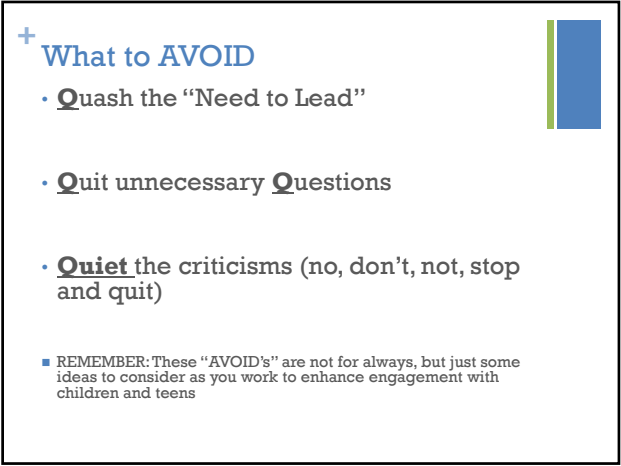 +
What to AVOID
• Quash the “Need to Lead”
• Quit unnecessary Questions
• Quiet the criticisms (no, don’t, not, stop
and quit)
■ REMEMBER: These “AVOID’s” are not for always, but just some
ideas to consider as you work to enhance engagement with
children and teens